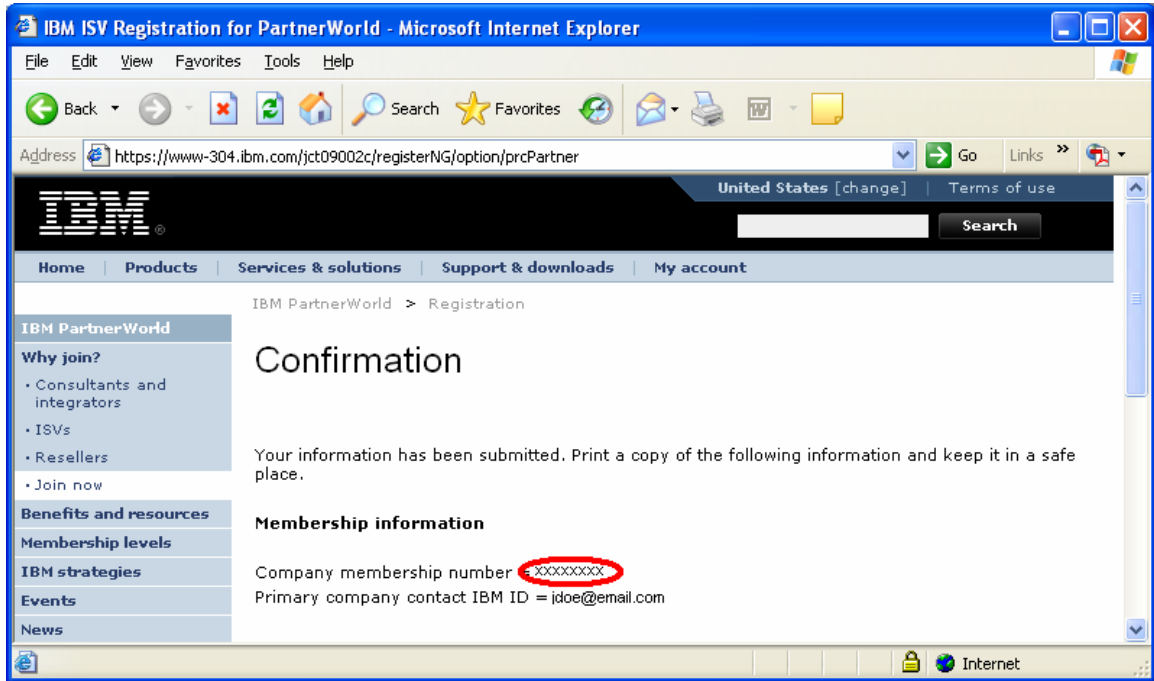 IBM ISV Registration for PartnerWorld - Microsoft Internet Explorer
File Edit View Favorites Tools Help
Back Search Favorites
Address https://www-304.ibm.com/jct09002c/registerNG/option/prcPartner Go Links »
United States [change] | Terms of use
IBM ®
Search
Home | Products | Services & solutions | Support & downloads | My account
IBM PartnerWorld > Registration
IBM PartnerWorld
Why join?
• Consultants and
integrators
• ISVs
• Resellers
• Join now
Benefits and resources
Membership levels
IBM strategies
Events
News
Confirmation
Your information has been submitted. Print a copy of the following information and keep it in a safe
place.
Membership information
Company membership number = XXXXXXXX
Primary company contact IBM ID = jdoe@email.com
Internet